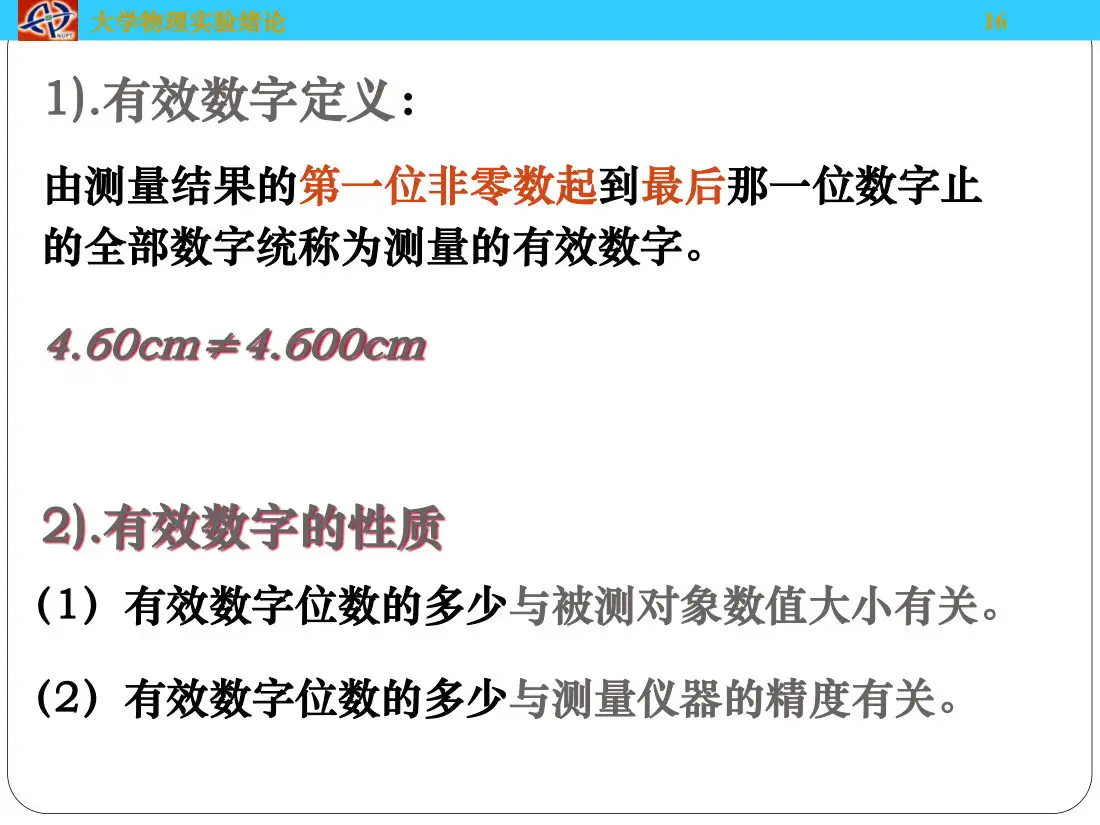 大学物理实验绪论
16
1).有效数字定义：
由测量结果的第一位非零数起到最后那一位数字止
的全部数字统称为测量的有效数字。
4.60cm≠4.600cm
2).有效数字的性质
（1）有效数字位数的多少与被测对象数值大小有关。
（2）有效数字位数的多少与测量仪器的精度有关。